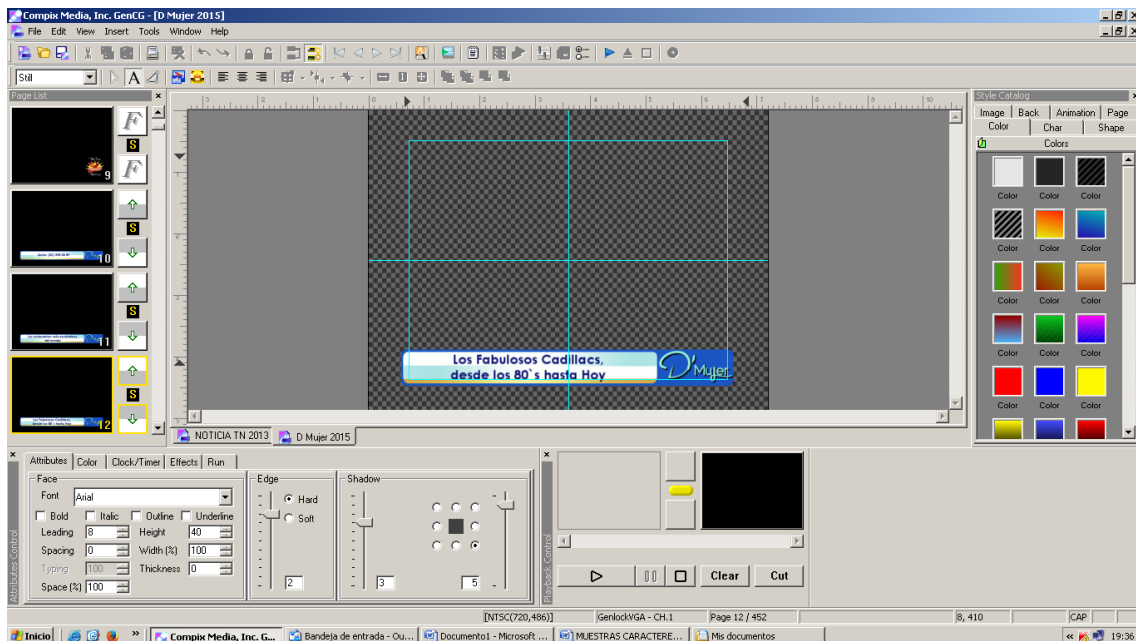 Compix Media, Inc. GenCG - [D Mujer 2015]
File Edit View Insert Tools Window Help
Still
A
Page List
F
S
F
9
S
10
Los Fabulosos Cadillacs,
desde los 80`s hasta Hoy
D'Mujer
S
11
S
12
NOTICIA TN 2013
D Mujer 2015
Style Catalog
Image Back Animation Page
Color Char Shape
Colors
Color Color Color
Color Color Color
Color Color Color
Color Color Color
Color Color Color
Attributes Color Clock/Timer Effects Run
Face
Font Arial
Bold Italic Outline Underline
Leading 8 Height 40
Spacing 0 Width (%) 100
Typing 100 Thickness 0
Space (%) 100
Edge
Hard
Soft
2
Shadow
3 5
Attributes Control
Playback Control
Clear Cut
[NTSC(720,486)] GenlockVGA - CH.1 Page 12 / 452 8, 410 CAP
Inicio » Compix Media, Inc. G... Bandeja de entrada - Ou... Documento1 - Microsoft ... MUESTRAS CARACTERE... Mis documentos « 19:36